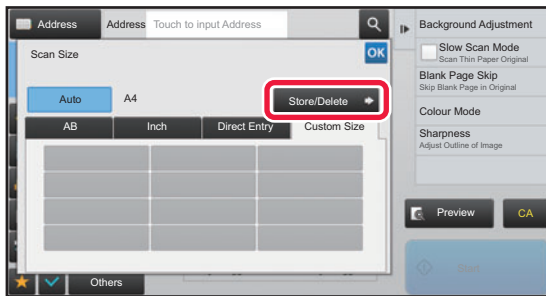 Address
Address Touch to input Address
Scan Size
OK
Auto
A4
Store/Delete
AB
Inch
Direct Entry
Custom Size
Others
Background Adjustment
Slow Scan Mode
Scan Thin Paper Original
Blank Page Skip
Skip Blank Page in Original
Colour Mode
Sharpness
Adjust Outline of Image
Preview
CA
Start